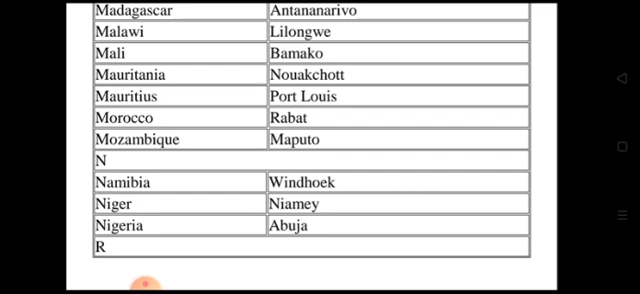 Madagascar Antananarivo
Malawi Lilongwe
Mali Bamako
Mauritania Nouakchott
Mauritius Port Louis
Morocco Rabat
Mozambique Maputo
N
Namibia Windhoek
Niger Niamey
Nigeria Abuja
R